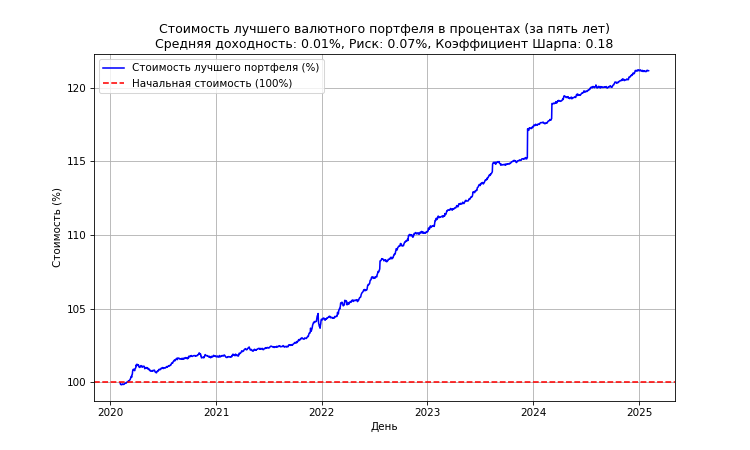 Стоимость лучшего валютного портфеля в процентах (за пять лет)
Средняя доходность: 0.01%, Риск: 0.07%, Коэффициент Шарпа: 0.18
Стоимость лучшего портфеля (%)
Начальная стоимость (100%)
Стоимость (%)
120
115
110
105
100
2020
2021
2022
2023
2024
2025
День